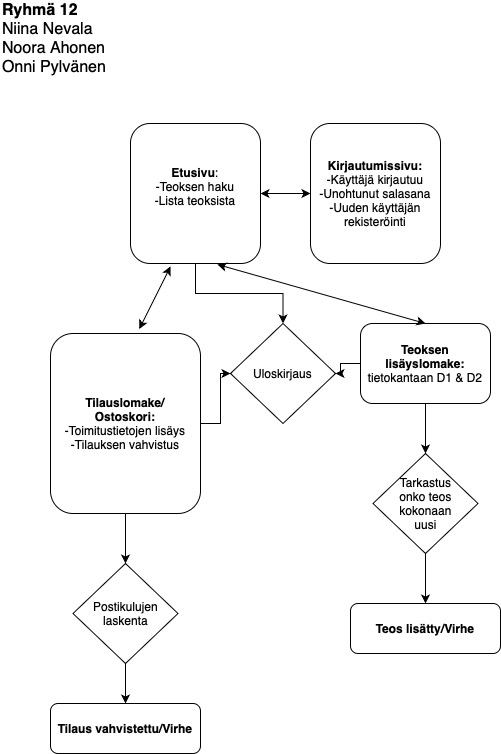 Ryhmä 12
Niina Nevala
Noora Ahonen
Onni Pylvänen
Etusivu:
-Teoksen haku
-Lista teoksista
Kirjautumissivu:
-Käyttäjä kirjautuu
-Unohtunut salasana
-Uuden käyttäjän
rekisteröinti
Tilauslomake/
Ostoskori:
-Toimitustietojen lisäys
-Tilauksen vahvistus
Uloskirjaus
Teoksen
lisäyslomake:
tietokantaan D1 & D2
Tarkastus
onko teos
kokonaan
uusi
Postikulujen
laskenta
Teos lisätty/Virhe
Tilaus vahvistettu/Virhe